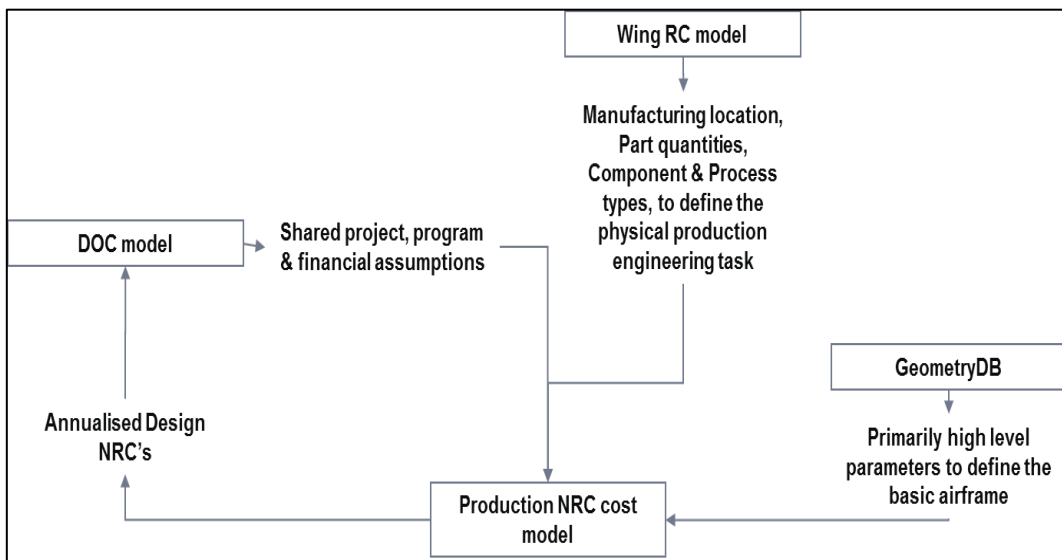 Wing RC model
Manufacturing location,
Part quantities,
Component & Process
types, to define the
physical production
engineering task
DOC model
Shared project, program
& financial assumptions
GeometryDB
Primarily high level
parameters to define the
basic airframe
Annualised Design
NRC's
Production NRC cost
model